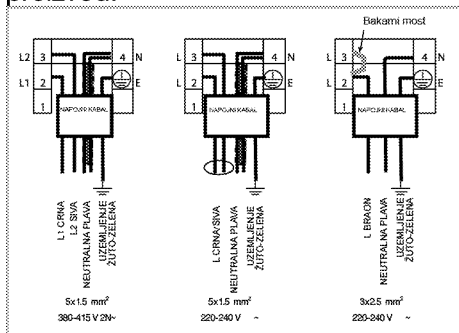 Bakarni most
L2 3 4 N
L1 2 E
1
NAPOJNI KABAL
L1 CRNA
L2 SIVA
NEUTRALNA PLAVA
UZEMLJENJE
ŽUTO-ZELENA
5x1.5 mm²
380-415 V 2N~
L 3 4 N
L 2 E
1
NAPOJNI KABAL
L CRNA/SIVA
NEUTRALNA PLAVA
UZEMLJENJE
ŽUTO-ZELENA
5x1.5 mm²
220-240 V ~
L 3 4 N
L 2 E
1
NAPOJNI KABAL
L BRAON
NEUTRALNA PLAVA
UZEMLJENJE
ŽUTO-ZELENA
3x2.5 mm²
220-240 V ~